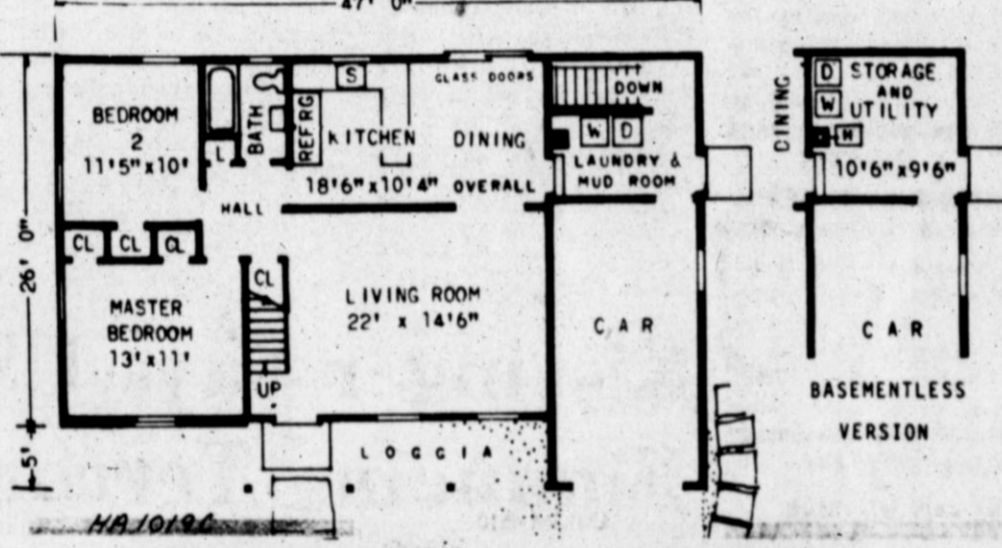 47' 0"
BEDROOM
2
11'5"x10'
L
BATH
REFRG
S
KITCHEN
GLASS DOORS
DINING
18'6"x10'4" OVERALL
DOWN
W D
LAUNDRY &
MUD ROOM
HALL
CL CL CL
CL
MASTER
BEDROOM
13'x11'
UP
LIVING ROOM
22' x 14'6"
CAR
LOGGIA
26' 0"
5'
HA1019C
DINING
D
W
H
STORAGE
AND
UTILITY
10'6"x9'6"
CAR
BASEMENTLESS
VERSION